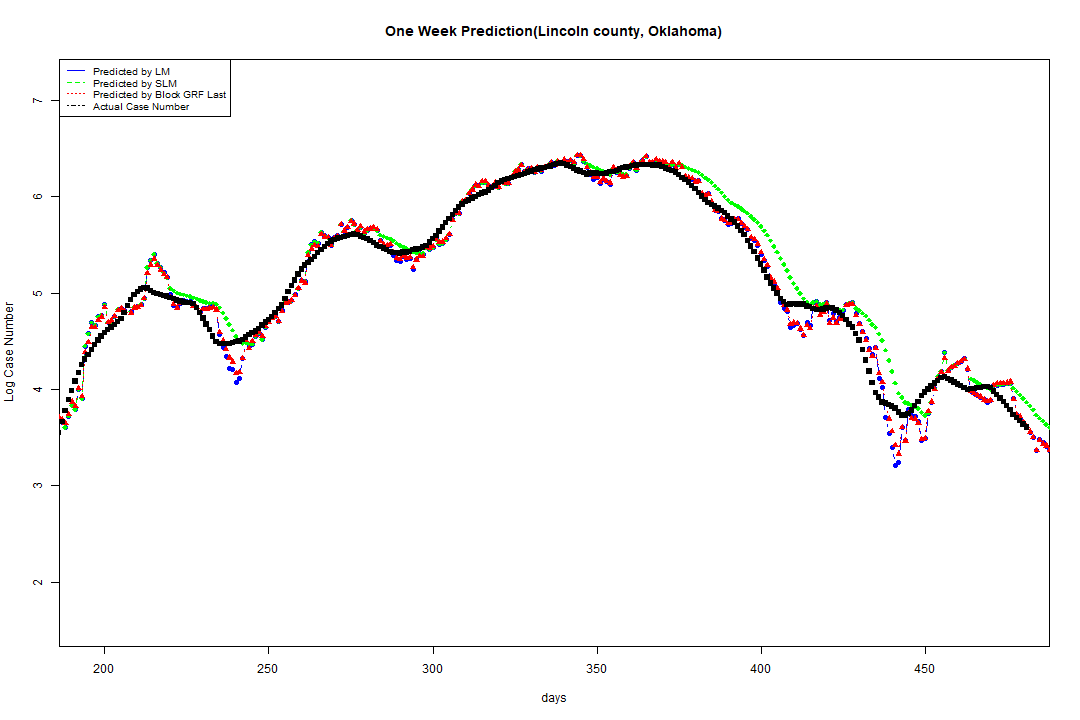 One Week Prediction(Lincoln county, Oklahoma)
Predicted by LM
Predicted by SLM
Predicted by Block GRF Last
Actual Case Number
7
6
5
4
3
2
Log Case Number
200 250 300 350 400 450
days